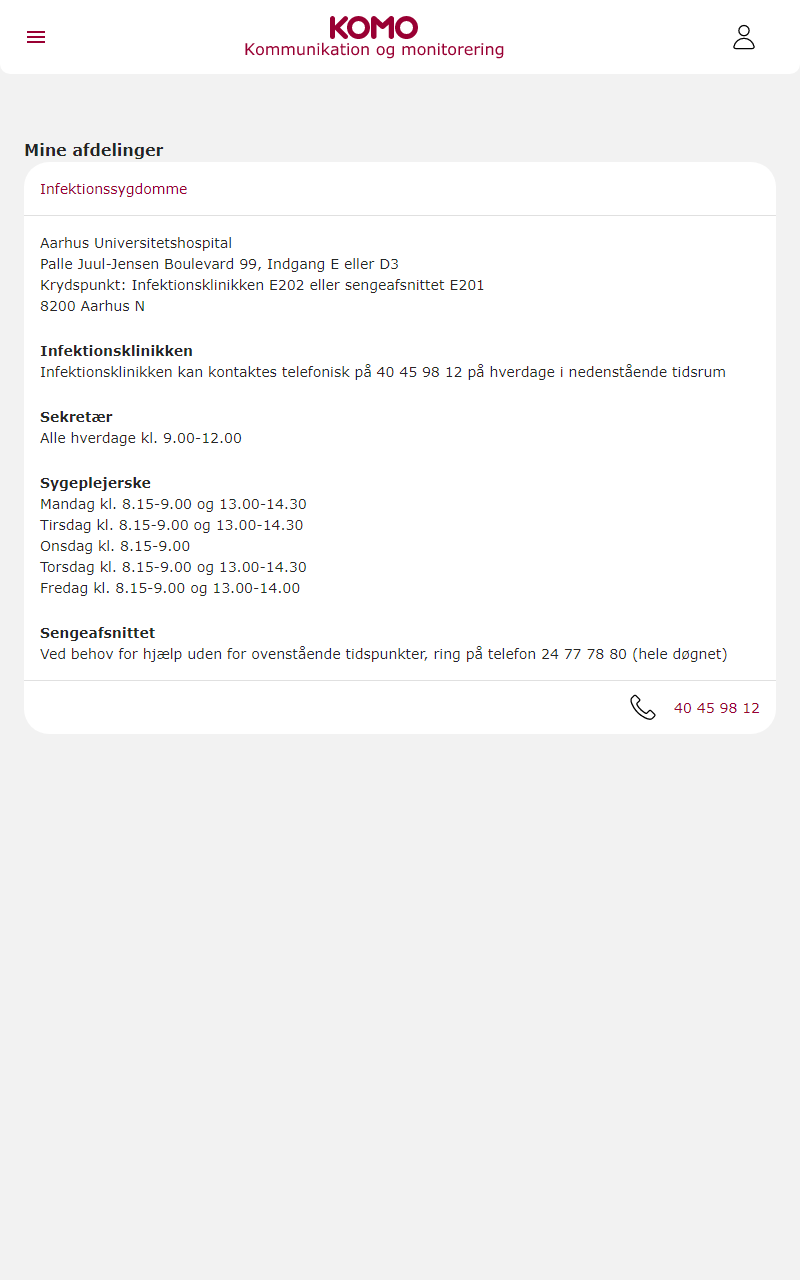 KOMO
Kommunikation og monitorering
Mine afdelinger
Infektionssygdomme
Aarhus Universitetshospital
Palle Juul-Jensen Boulevard 99, Indgang E eller D3
Krydspunkt: Infektionsklinikken E202 eller sengeafsnittet E201
8200 Aarhus N
Infektionsklinikken
Infektionsklinikken kan kontaktes telefonisk på 40 45 98 12 på hverdage i nedenstående tidsrum
Sekretær
Alle hverdage kl. 9.00-12.00
Sygeplejerske
Mandag kl. 8.15-9.00 og 13.00-14.30
Tirsdag kl. 8.15-9.00 og 13.00-14.30
Onsdag kl. 8.15-9.00
Torsdag kl. 8.15-9.00 og 13.00-14.30
Fredag kl. 8.15-9.00 og 13.00-14.00
Sengeafsnittet
Ved behov for hjælp uden for ovenstående tidspunkter, ring på telefon 24 77 78 80 (hele døgnet)
40 45 98 12